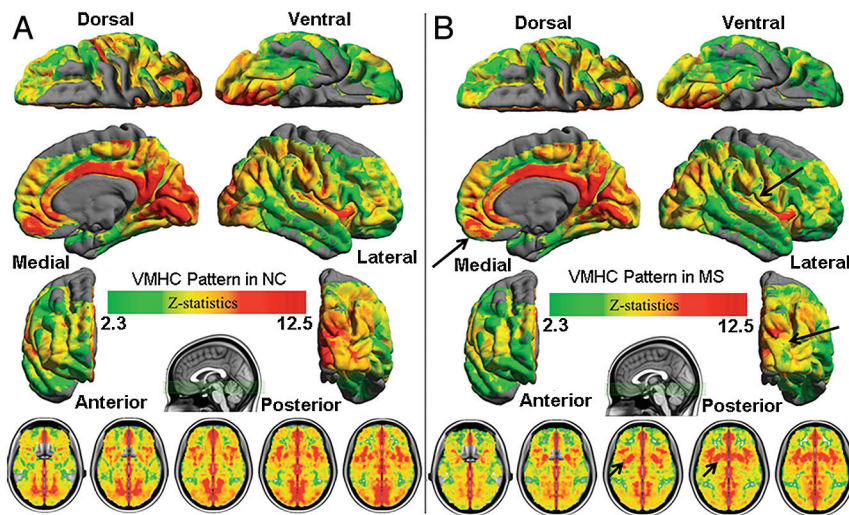 A
Dorsal
Ventral
Medial
Lateral
VMHC Pattern in NC
Z-statistics
2.3
12.5
Anterior
Posterior
B
Dorsal
Ventral
Medial
Lateral
VMHC Pattern in MS
Z-statistics
2.3
12.5
Anterior
Posterior